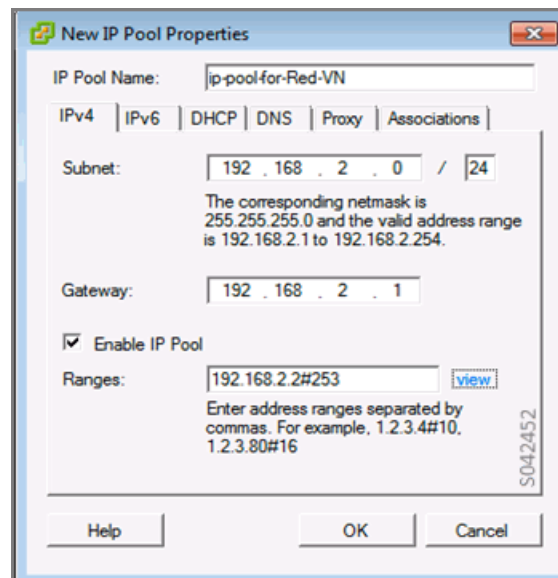 New IP Pool Properties
IP Pool Name: ip-pool-for-Red-VN
IPv4 IPv6 DHCP DNS Proxy Associations
Subnet: 192 . 168 . 2 . 0 / 24
The corresponding netmask is
255.255.255.0 and the valid address range
is 192.168.2.1 to 192.168.2.254.
Gateway: 192 . 168 . 2 . 1
Enable IP Pool
Ranges: 192.168.2.2#253 view
Enter address ranges separated by
commas. For example, 1.2.3.4#10,
1.2.3.80#16
S042452
Help OK Cancel